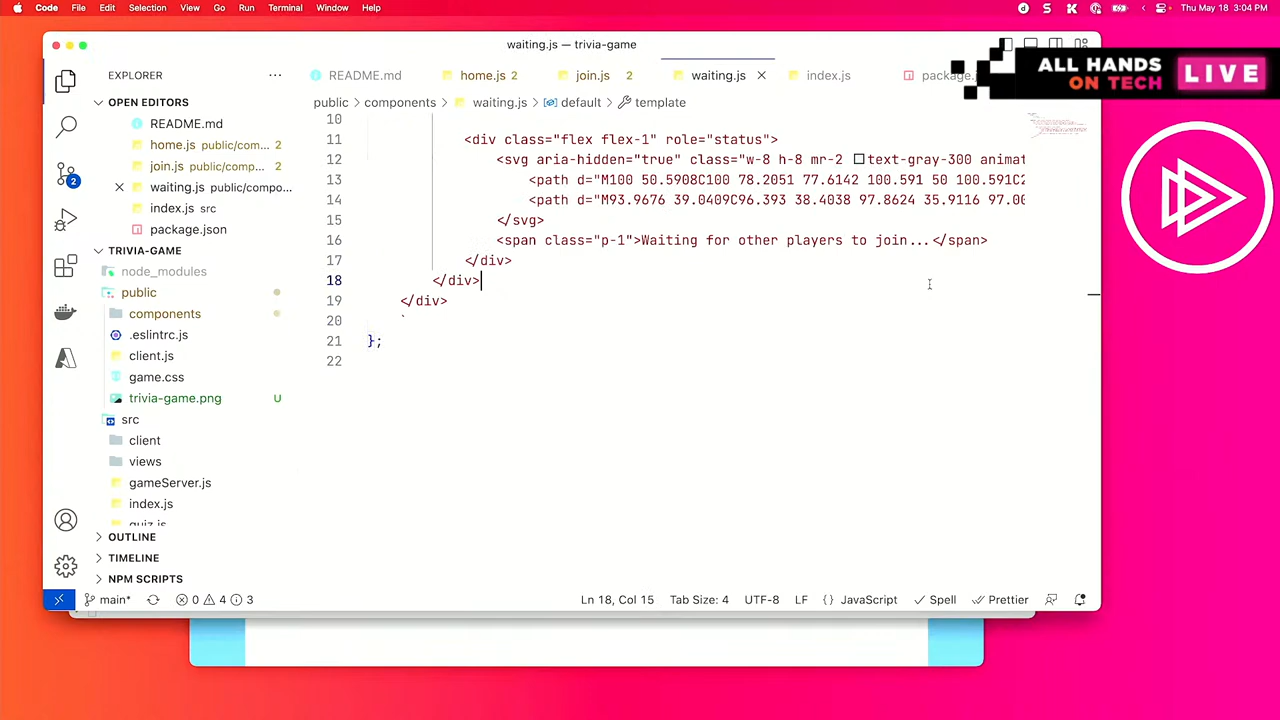 Code File Edit Selection View Go Run Terminal Window Help Thu May 18 3:04 PM
waiting.js — trivia-game
ALL HANDS
ON TECH
LIVE
EXPLORER
README.md home.js 2 join.js 2 waiting.js index.js package.
OPEN EDITORS
public > components > waiting.js > default > template
README.md
home.js public/com... 2
join.js public/comp... 2
waiting.js public/compo...
index.js src
package.json
TRIVIA-GAME
node_modules
public
components
.eslintrc.js
client.js
game.css
trivia-game.png U
src
client
views
gameServer.js
index.js
quiz.js
OUTLINE
TIMELINE
NPM SCRIPTS
2
10
11 <div class="flex flex-1" role="status">
12 <svg aria-hidden="true" class="w-8 h-8 mr-2 text-gray-300 animat
13 <path d="M100 50.5908C100 78.2051 77.6142 100.591 50 100.591C2
14 <path d="M93.9676 39.0409C96.393 38.4038 97.8624 35.9116 97.00
15 </svg>
16 <span class="p-1">Waiting for other players to join...</span>
17 </div>
18 </div>
19 </div>
20 `
21 };
22
main* 0 4 3 Ln 18, Col 15 Tab Size: 4 UTF-8 LF {} JavaScript Spell Prettier